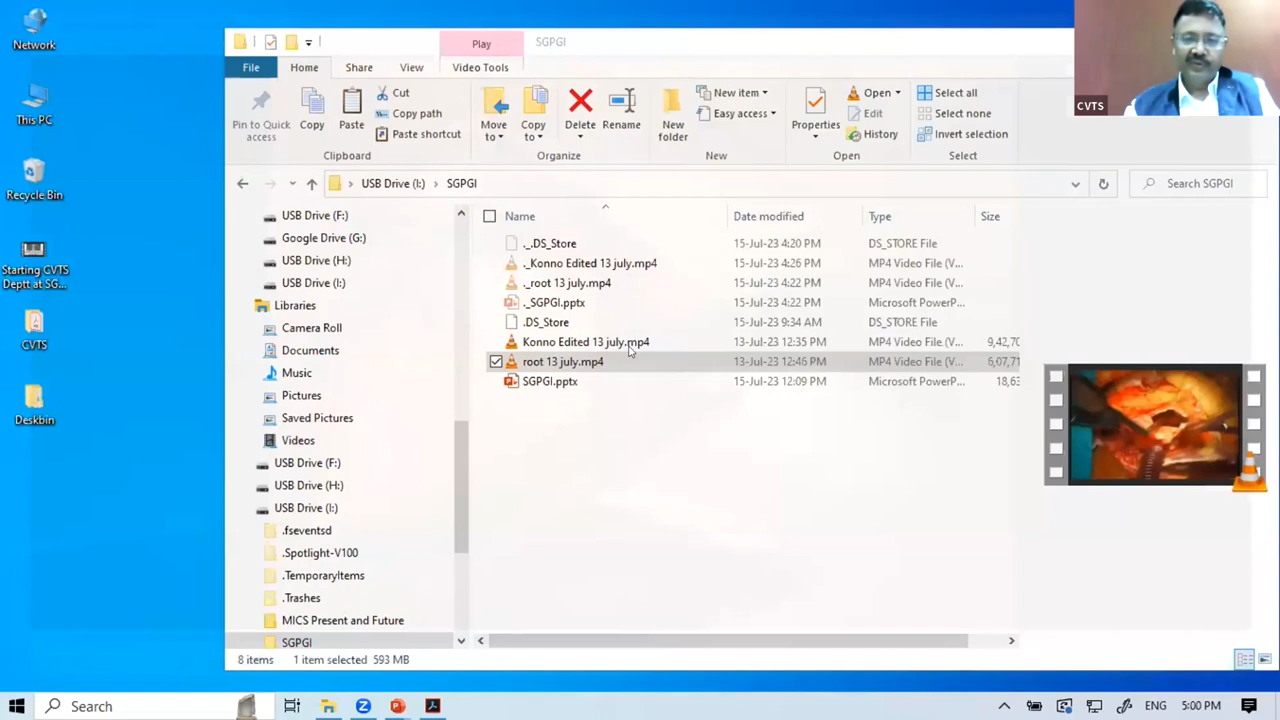 Network
This PC
Recycle Bin
Starting CVTS
Deptt at SG...
CVTS
Deskbin
Play
SGPGI
File
Home
Share
View
Video Tools
Pin to Quick
access
Copy
Paste
Cut
Copy path
Paste shortcut
Clipboard
Move
to
Copy
to
Delete
Rename
Organize
New
folder
New item
Easy access
New
Properties
Open
Edit
History
Open
Select all
Select none
Invert selection
Select
USB Drive (I:)
SGPGI
Search SGPGI
USB Drive (F:)
Google Drive (G:)
USB Drive (H:)
USB Drive (I:)
Libraries
Camera Roll
Documents
Music
Pictures
Saved Pictures
Videos
USB Drive (F:)
USB Drive (H:)
USB Drive (I:)
.fseventsd
.Spotlight-V100
.TemporaryItems
.Trashes
MICS Present and Future
SGPGI
Name Date modified Type Size
._.DS_Store 15-Jul-23 4:20 PM DS_STORE File
._Konno Edited 13 july.mp4 15-Jul-23 4:26 PM MP4 Video File (V...
._root 13 july.mp4 15-Jul-23 4:22 PM MP4 Video File (V...
._SGPGI.pptx 15-Jul-23 4:22 PM Microsoft PowerP...
.DS_Store 15-Jul-23 9:34 AM DS_STORE File
Konno Edited 13 july.mp4 13-Jul-23 12:35 PM MP4 Video File (V... 9,42,70
root 13 july.mp4 13-Jul-23 12:46 PM MP4 Video File (V... 6,07,71
SGPGI.pptx 15-Jul-23 12:09 PM Microsoft PowerP... 18,63
8 items 1 item selected 593 MB
CVTS
Search
ENG
5:00 PM